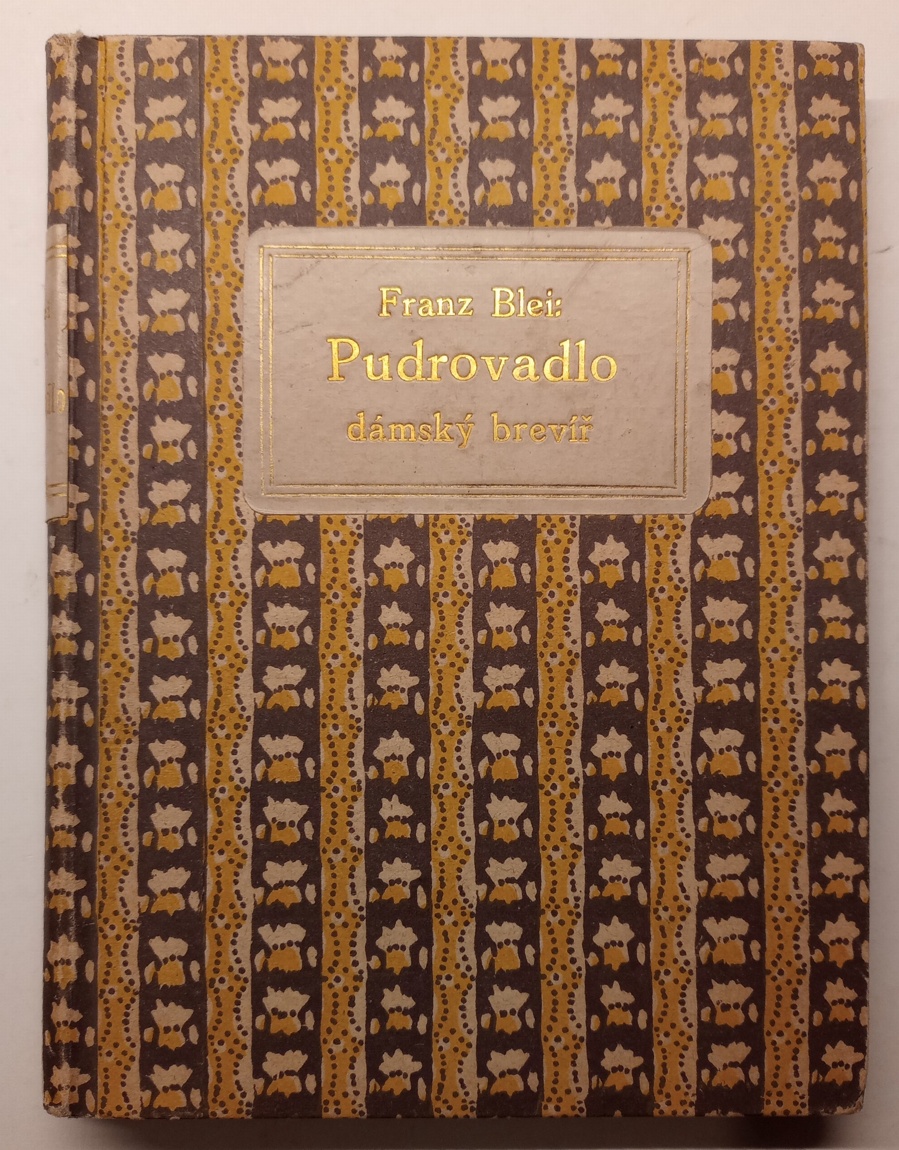 Franz Blei:
Pudrovadlo
dámský brevíř